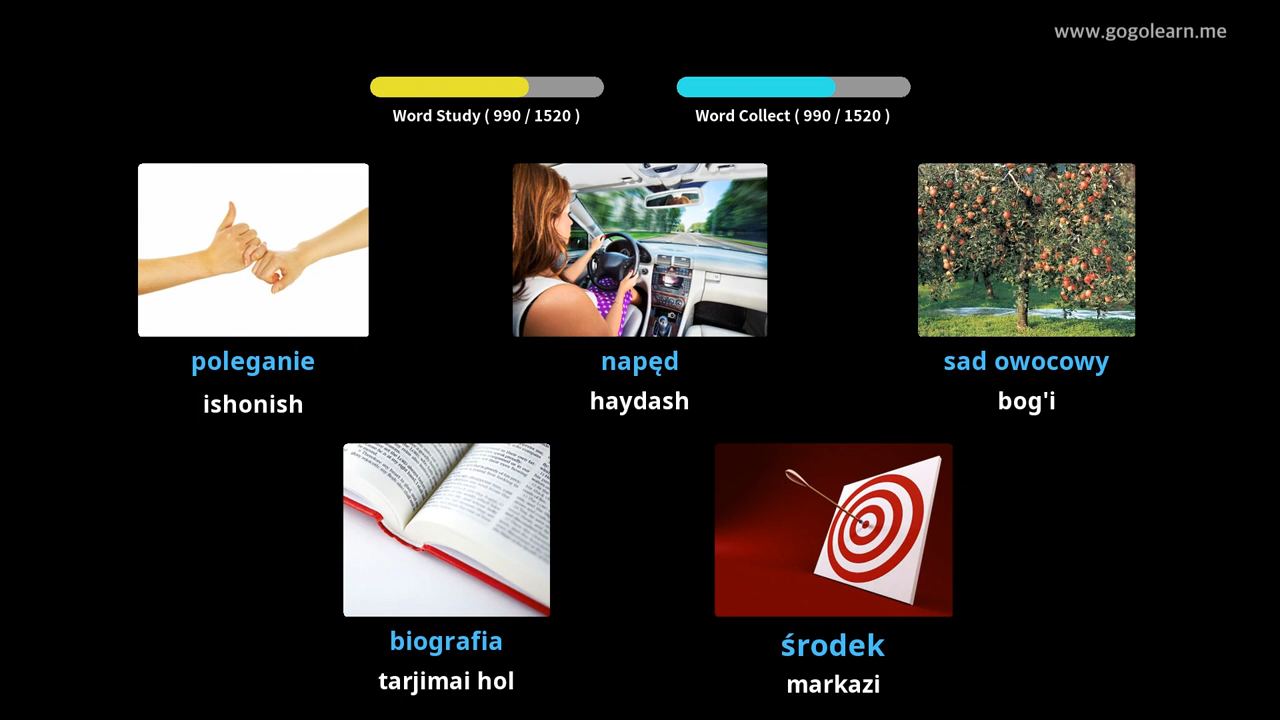 www.gogolearn.me
Word Study ( 990 / 1520 )
Word Collect ( 990 / 1520 )
poleganie
ishonish
napęd
haydash
sad owocowy
bog'i
biografia
tarjimai hol
środek
markazi